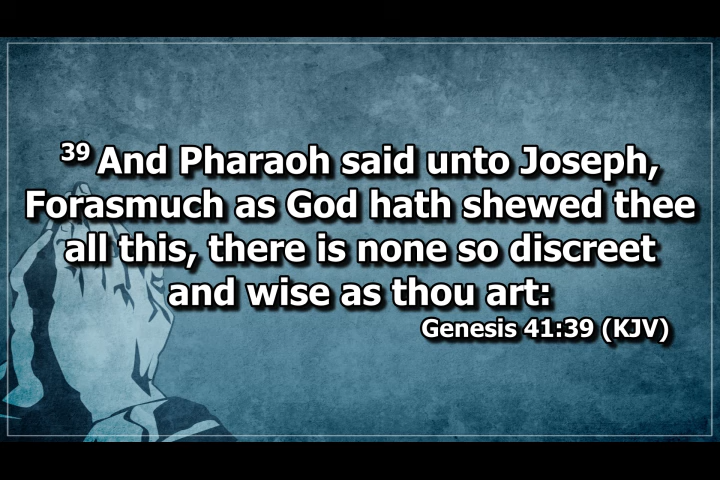 39 And Pharaoh said unto Joseph,
Forasmuch as God hath shewed thee
all this, there is none so discreet
and wise as thou art:
Genesis 41:39 (KJV)